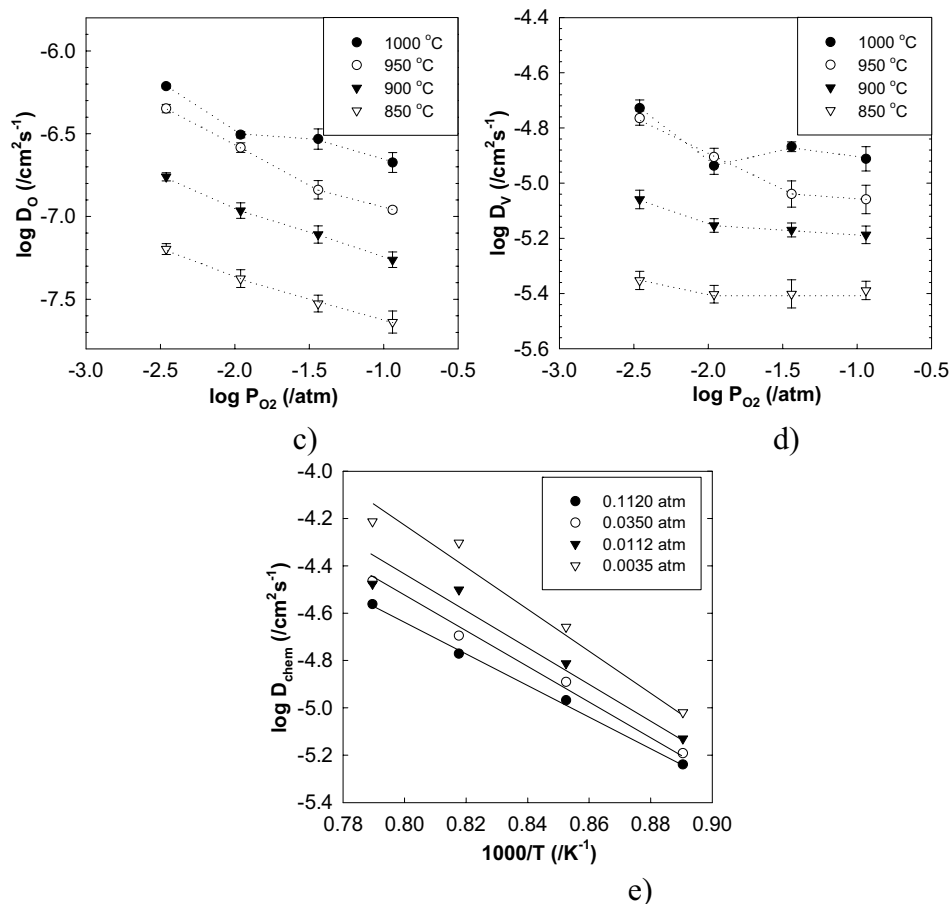 1000 °C
950 °C
900 °C
850 °C
-6.0
-6.5
-7.0
-7.5
log D_O (/cm²s⁻¹)
-3.0 -2.5 -2.0 -1.5 -1.0 -0.5
log P_O2 (/atm)
c)
1000 °C
950 °C
900 °C
850 °C
-4.4
-4.6
-4.8
-5.0
-5.2
-5.4
-5.6
log D_V (/cm²s⁻¹)
-3.0 -2.5 -2.0 -1.5 -1.0 -0.5
log P_O2 (/atm)
d)
0.1120 atm
0.0350 atm
0.0112 atm
0.0035 atm
-4.0
-4.2
-4.4
-4.6
-4.8
-5.0
-5.2
-5.4
log D_chem (/cm²s⁻¹)
0.78 0.80 0.82 0.84 0.86 0.88 0.90
1000/T (/K⁻¹)
e)